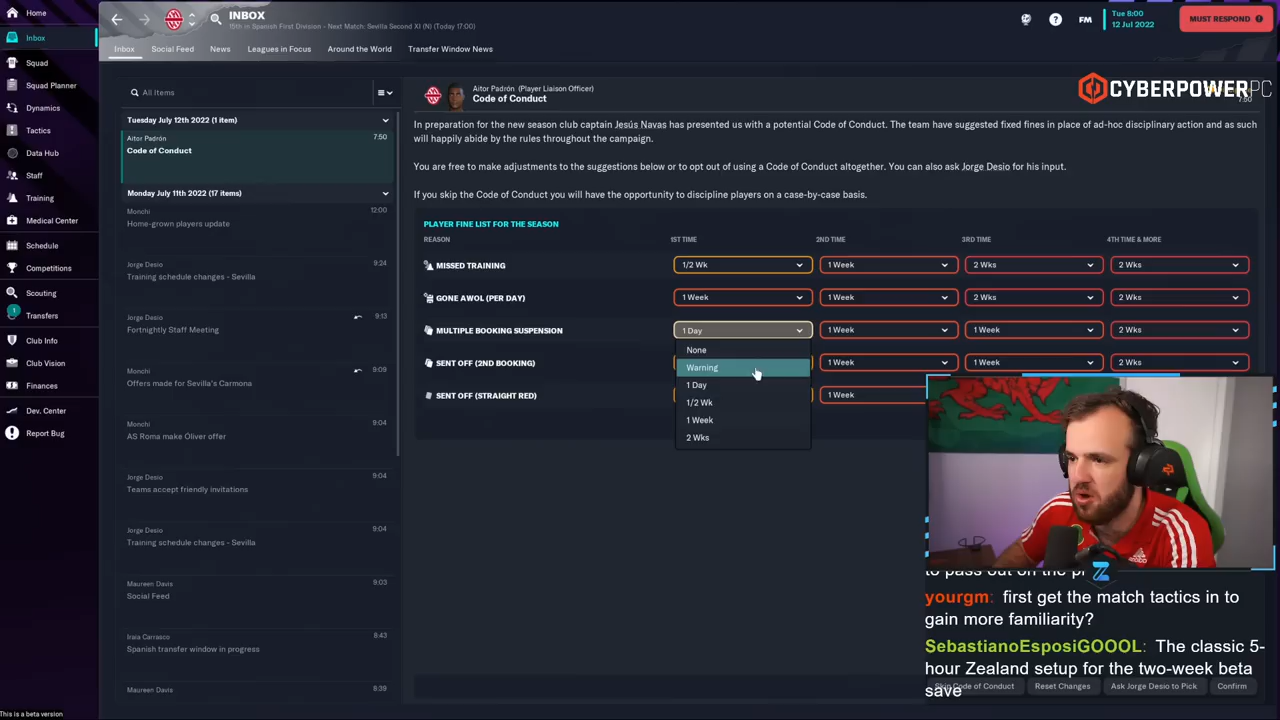 Home
Inbox
Squad
Squad Planner
Dynamics
Tactics
Data Hub
Staff
Training
Medical Center
Schedule
Competitions
Scouting
1
Transfers
Club Info
Club Vision
Finances
Dev. Center
Report Bug
This is a beta version
INBOX
15th in Spanish First Division - Next Match: Sevilla Second XI (N) (Today 17:00)
FM
Tue 8:00
12 Jul 2022
MUST RESPOND
Inbox
Social Feed
News
Leagues in Focus
Around the World
Transfer Window News
All Items
Tuesday July 12th 2022 (1 item)
Aitor Padrón
7:50
Code of Conduct
Monday July 11th 2022 (17 items)
Monchi
12:00
Home-grown players update
Jorge Desio
9:24
Training schedule changes - Sevilla
Jorge Desio
9:13
Fortnightly Staff Meeting
Monchi
9:09
Offers made for Sevilla's Carmona
Monchi
9:04
AS Roma make Óliver offer
Jorge Desio
9:04
Teams accept friendly invitations
Jorge Desio
9:04
Training schedule changes - Sevilla
Maureen Davis
9:03
Social Feed
Iraia Carrasco
8:43
Spanish transfer window in progress
Maureen Davis
8:39
Aitor Padrón (Player Liaison Officer)
Code of Conduct
CYBERPOWERPC
7:50
In preparation for the new season club captain Jesús Navas has presented us with a potential Code of Conduct. The team have suggested fixed fines in place of ad-hoc disciplinary action and as such
will happily abide by the rules throughout the campaign.
You are free to make adjustments to the suggestions below or to opt out of using a Code of Conduct altogether. You can also ask Jorge Desio for his input.
If you skip the Code of Conduct you will have the opportunity to discipline players on a case-by-case basis.
PLAYER FINE LIST FOR THE SEASON
REASON 1ST TIME 2ND TIME 3RD TIME 4TH TIME & MORE
MISSED TRAINING 1/2 Wk 1 Week 2 Wks 2 Wks
GONE AWOL (PER DAY) 1 Week 1 Week 2 Wks 2 Wks
MULTIPLE BOOKING SUSPENSION 1 Day 1 Week 1 Week 2 Wks
None
Warning
1 Day
1/2 Wk
1 Week
2 Wks
SENT OFF (2ND BOOKING) 1 Week 1 Week 2 Wks
SENT OFF (STRAIGHT RED) 1 Week
to pass out on the
yourgm: first get the match tactics in to
gain more familiarity?
SebastianoEsposiGOOOL: The classic 5-
hour Zealand setup for the two-week beta
save
Code of Conduct
Reset Changes
Ask Jorge Desio to Pick
Confirm